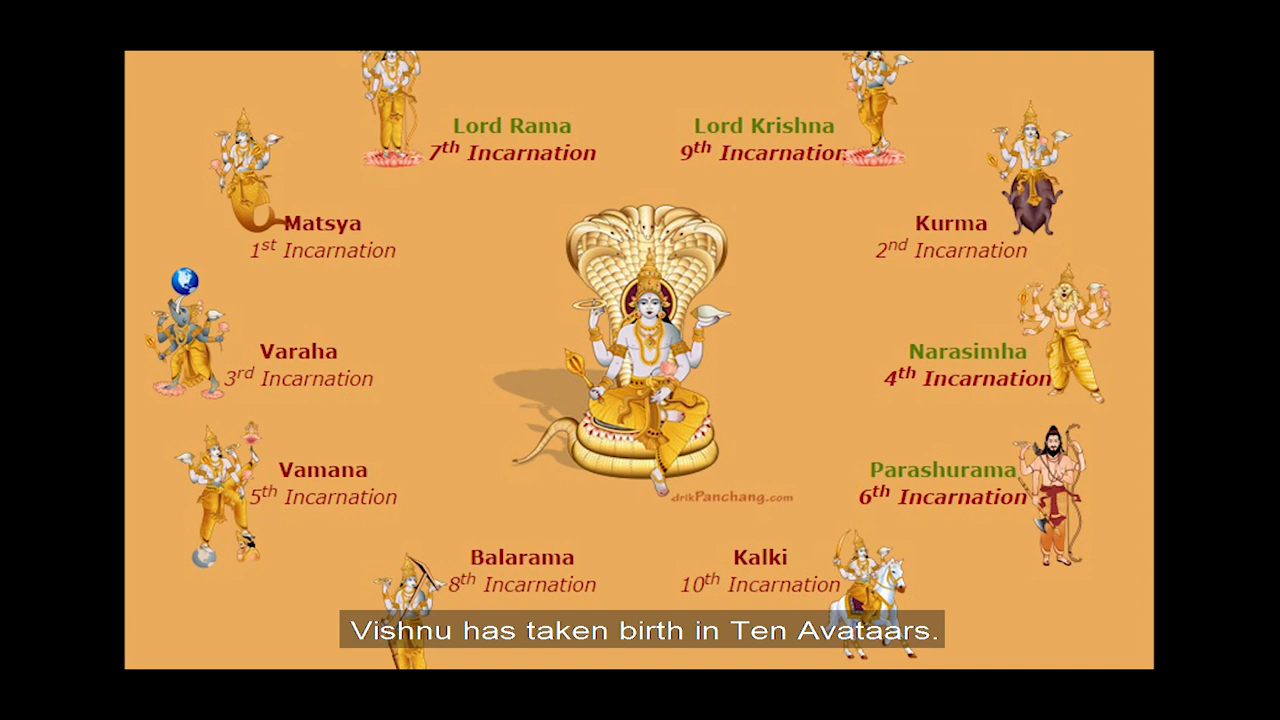 Lord Rama
7th Incarnation
Lord Krishna
9th Incarnation
Matsya
1st Incarnation
Kurma
2nd Incarnation
Varaha
3rd Incarnation
Narasimha
4th Incarnation
Vamana
5th Incarnation
Parashurama
6th Incarnation
drikPanchang.com
Balarama
8th Incarnation
Kalki
10th Incarnation
Vishnu has taken birth in Ten Avataars.